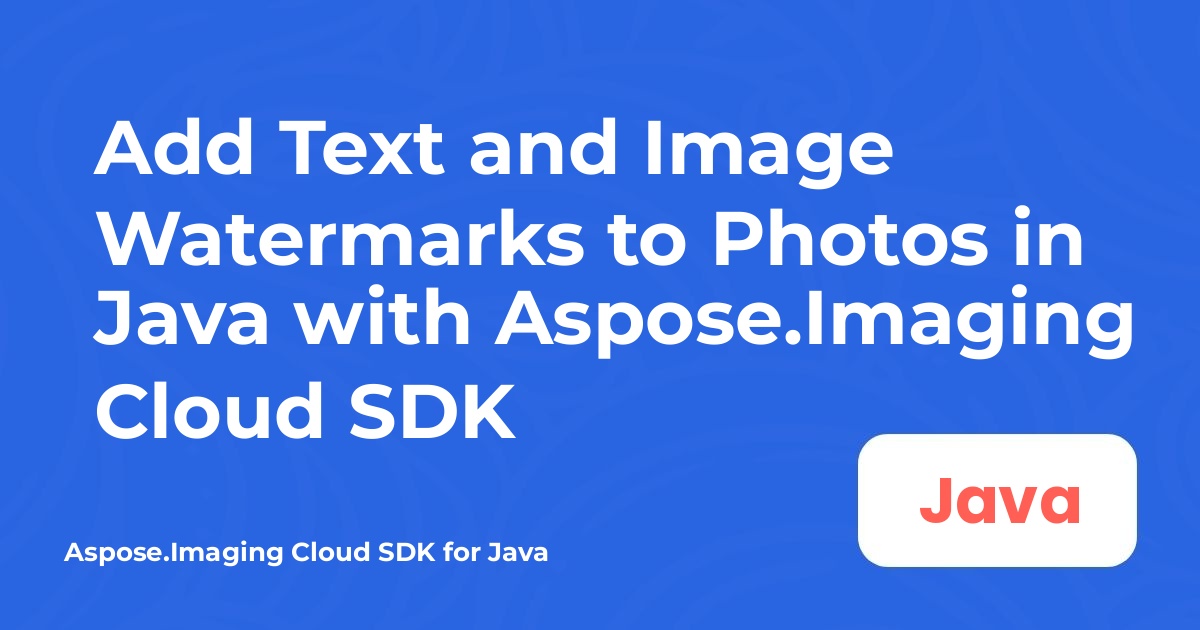 Add Text and Image
Watermarks to Photos in
Java with Aspose.Imaging
Cloud SDK
Java
Aspose.Imaging Cloud SDK for Java